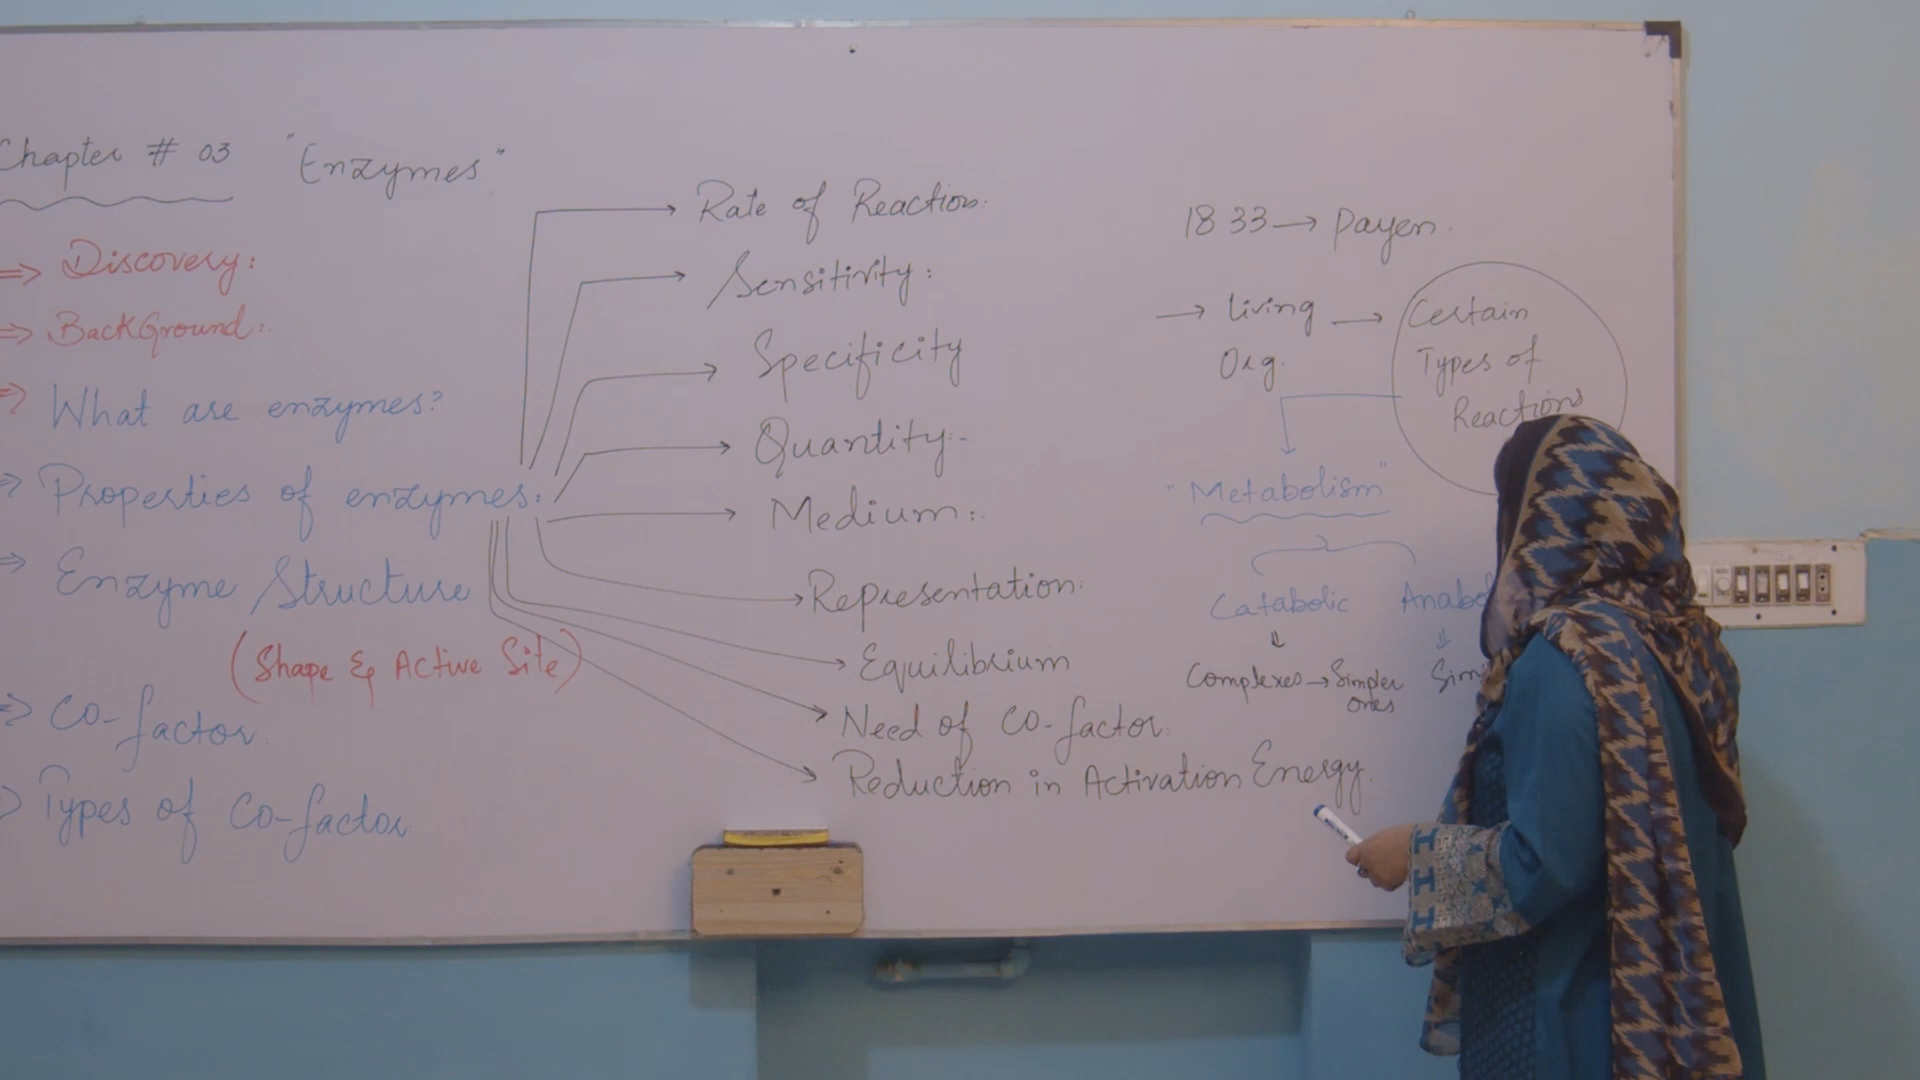 Chapter # 03 "Enzymes"
⇒ Discovery:
⇒ BackGround:
⇒ What are enzymes?
⇒ Properties of enzymes:
⇒ Enzyme Structure
(Shape & Active Site)
⇒ Co-factor
⇒ Types of Co-factor
→ Rate of Reaction:
→ Sensitivity:
→ Specificity
→ Quantity:-
→ Medium:
→ Representation:
→ Equilibrium
→ Need of Co-factor.
→ Reduction in Activation Energy.
1833 → Payen.
→ living Org. →
Certain
Types of
Reactions
"Metabolism"
Catabolic
Complexes → Simpler
ones